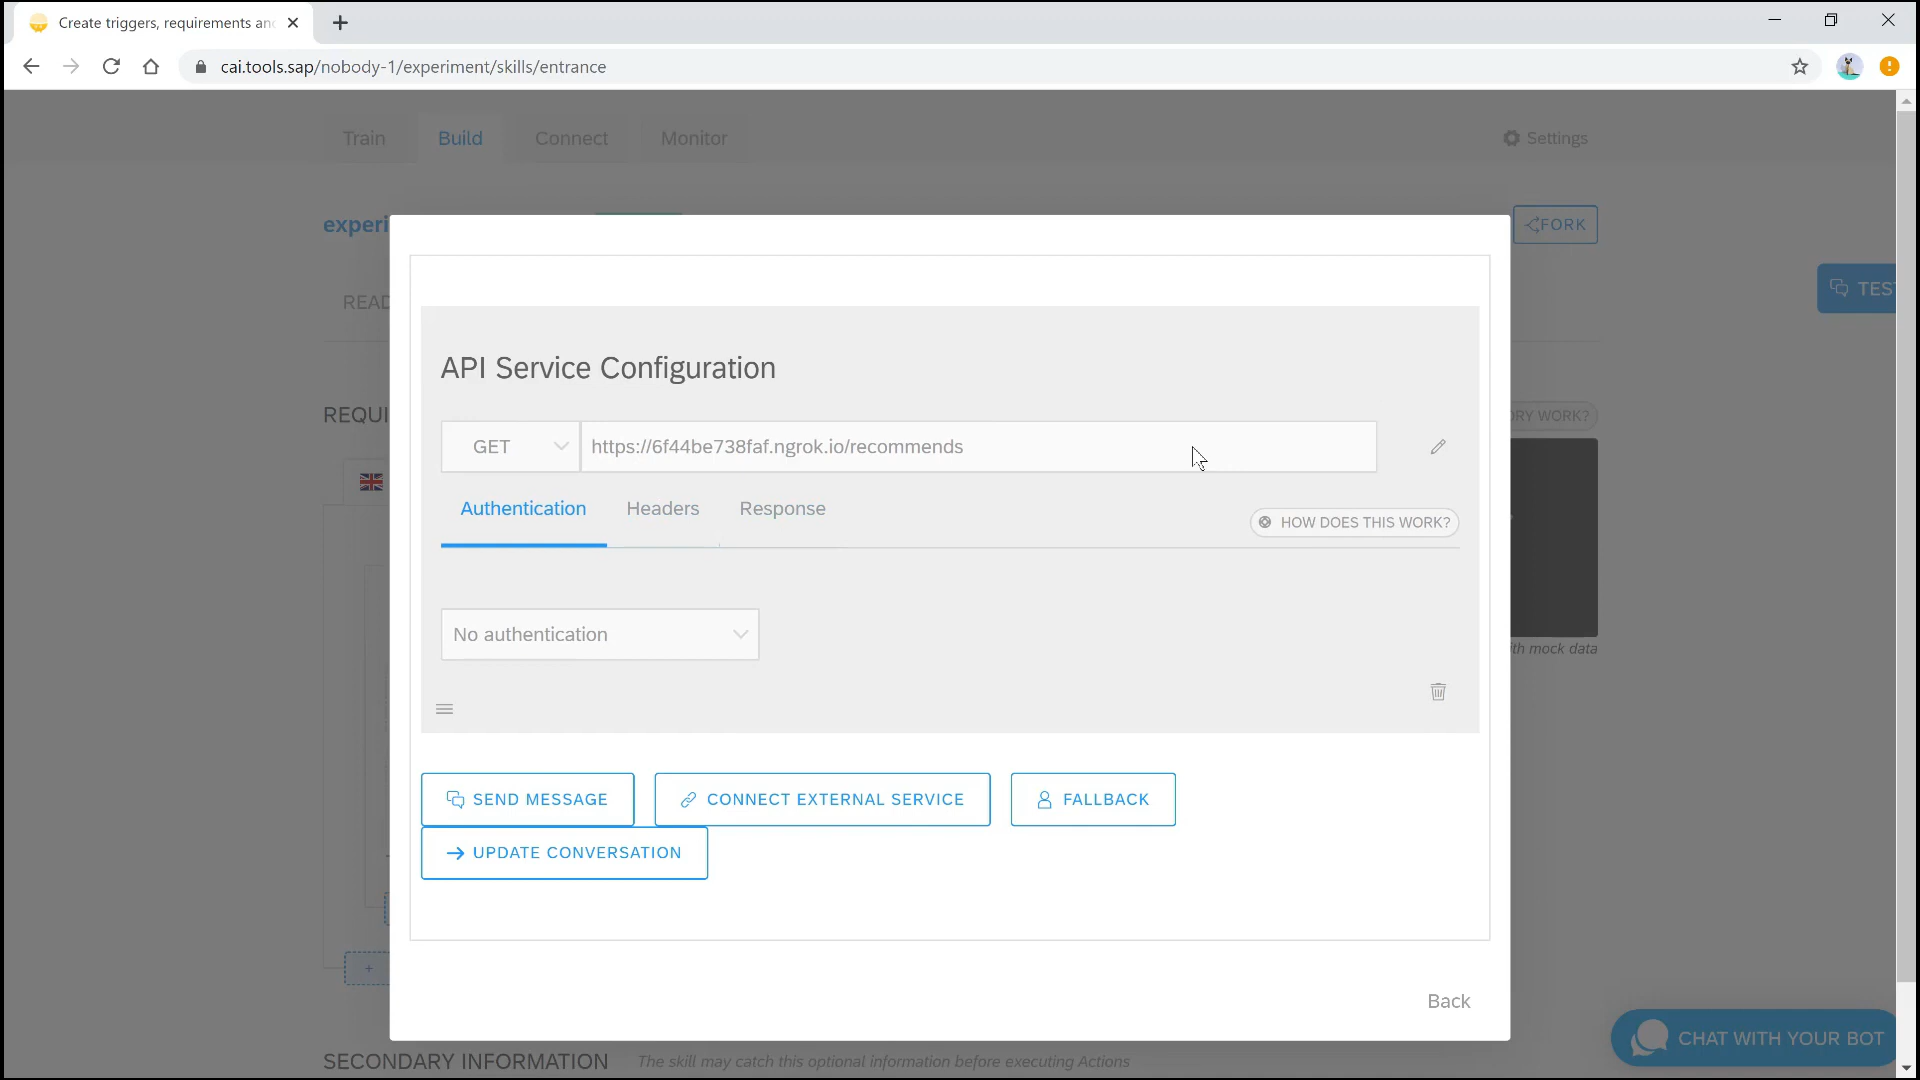 Create triggers, requirements an
cai.tools.sap/nobody-1/experiment/skills/entrance
Train
Build
Connect
Monitor
Settings
experi
FORK
READ
TEST
REQUI
RY WORK?
API Service Configuration
GET
https://6f44be738faf.ngrok.io/recommends
Authentication
Headers
Response
HOW DOES THIS WORK?
No authentication
th mock data
SEND MESSAGE
CONNECT EXTERNAL SERVICE
FALLBACK
UPDATE CONVERSATION
+
Back
CHAT WITH YOUR BOT
SECONDARY INFORMATION
The skill may catch this optional information before executing Actions